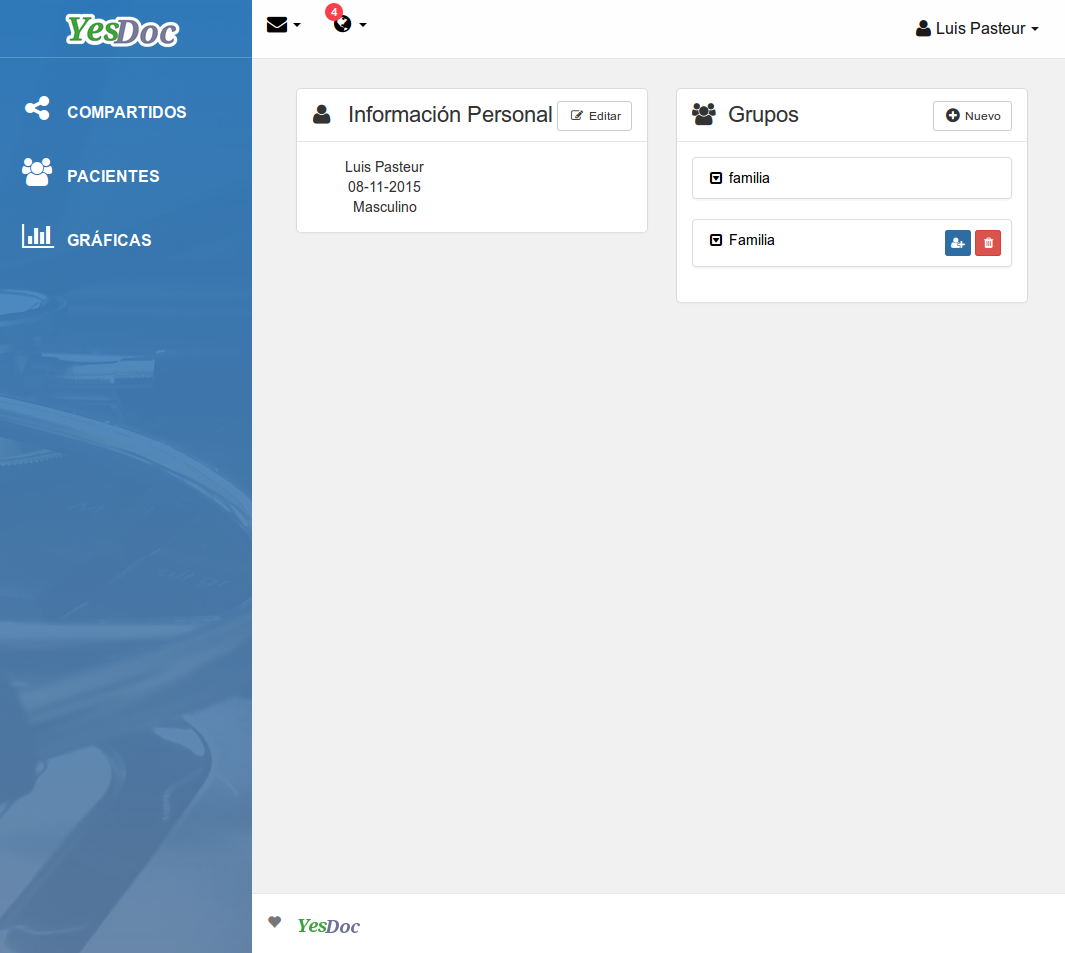 YesDoc
4
Luis Pasteur
COMPARTIDOS
PACIENTES
GRÁFICAS
Información Personal
Editar
Luis Pasteur
08-11-2015
Masculino
Grupos
Nuevo
familia
Familia
YesDoc